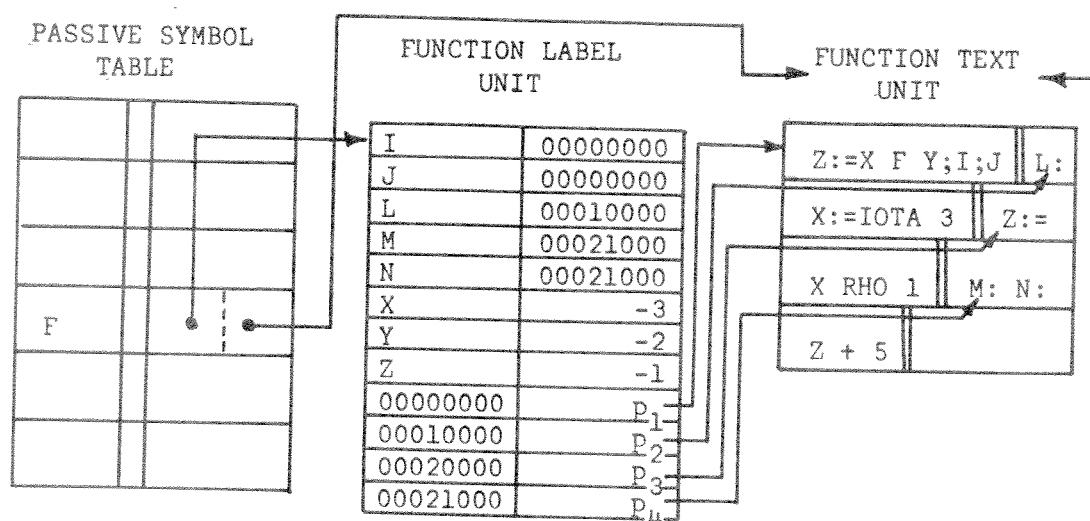 PASSIVE SYMBOL
TABLE
F
FUNCTION LABEL
UNIT
I 00000000
J 00000000
L 00010000
M 00021000
N 00021000
X -3
Y -2
Z -1
00000000 P1
00010000 P2
00020000 P3
00021000 P4
FUNCTION TEXT
UNIT
Z:=X F Y;I;J L:
X:=IOTA 3 Z:=
X RHO 1 M: N:
Z + 5